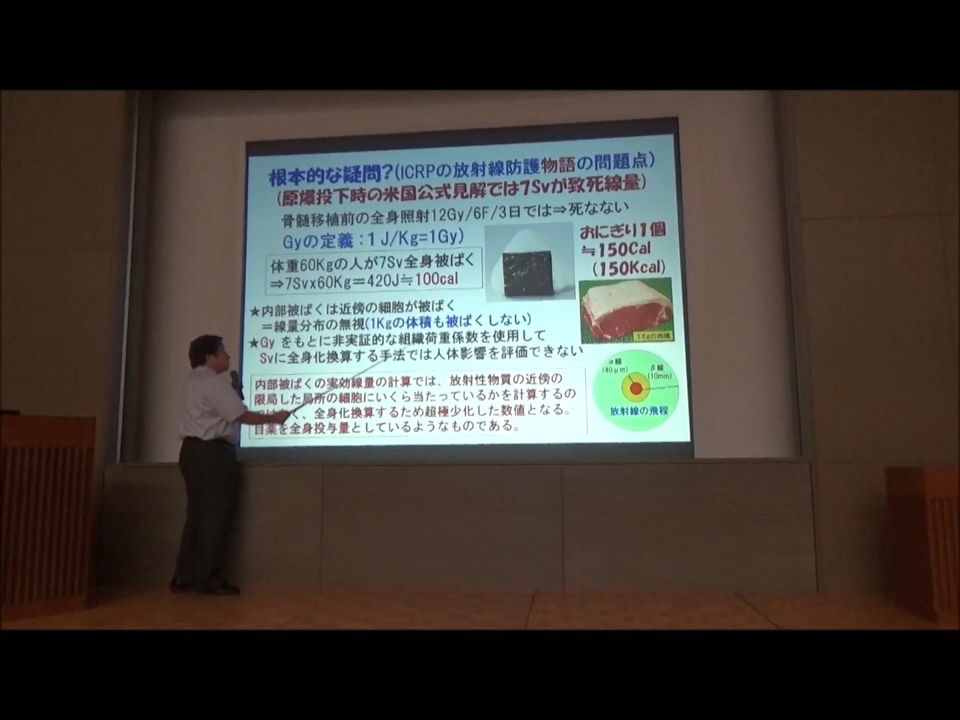 根本的な疑問?(ICRPの放射線防護物語の問題点)
(原爆投下時の米国公式見解では7Svが致死線量)
骨髄移植前の全身照射12Gy/6F/3日では⇒死なない
Gyの定義：1 J/Kg=1Gy)
体重60Kgの人が7Sv全身被ばく
⇒7Svx60Kg＝420J≒100cal
おにぎり1個
≒150Cal
(150Kcal)
★内部被ばくは近傍の細胞が被ばく
＝線量分布の無視(1Kgの体積も被ばくしない)
★Gy をもとに非実証的な組織荷重係数を使用して
Svに全身化換算する手法では人体影響を評価できない
1Kgの肉塊
内部被ばくの実効線量の計算では、放射性物質の近傍の
限局した局所の細胞にいくら当たっているかを計算するの
く、全身化換算するため超極少化した数値となる。
目薬を全身投与量としているようなものである。
α線
(40μm)
β線
(10mm)
放射線の飛程